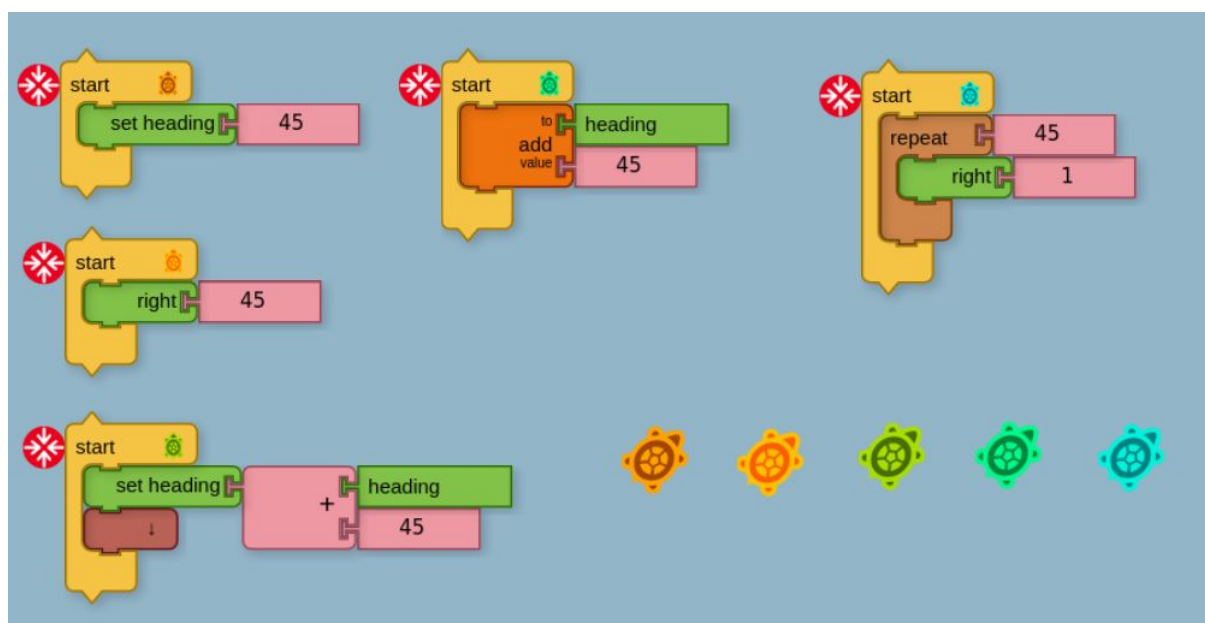 start
set heading 45
start
to heading
add
value 45
start
repeat 45
right 1
start
right 45
start
set heading + heading
↓ 45